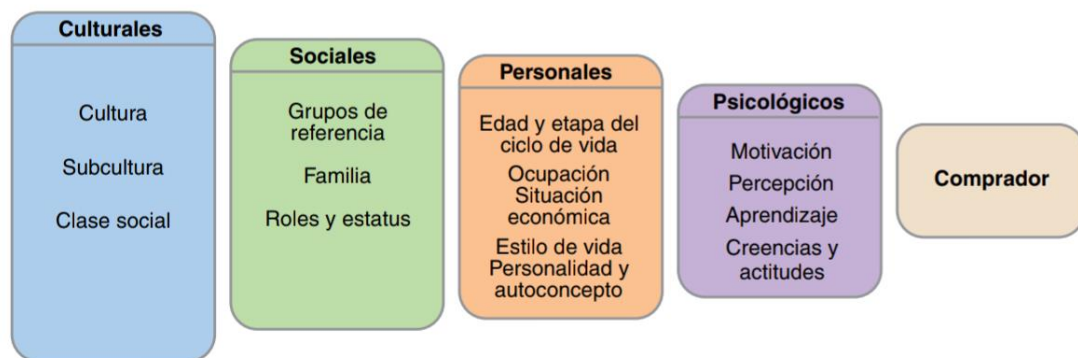 Culturales
Cultura
Subcultura
Clase social
Sociales
Grupos de
referencia
Familia
Roles y estatus
Personales
Edad y etapa del
ciclo de vida
Ocupación
Situación
económica
Estilo de vida
Personalidad y
autoconcepto
Psicológicos
Motivación
Percepción
Aprendizaje
Creencias y
actitudes
Comprador